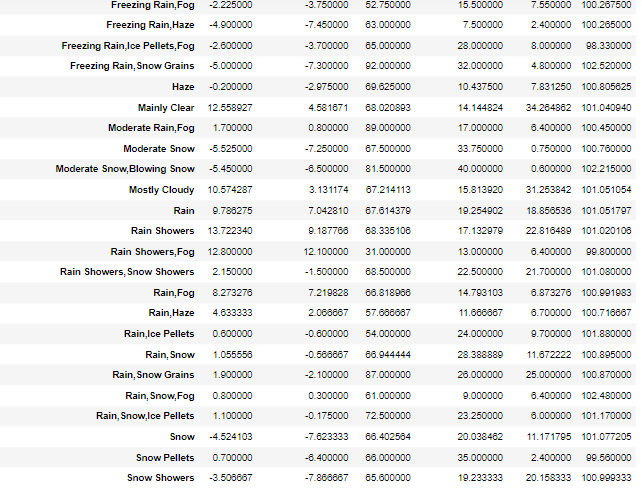 Freezing Rain,Fog -2.225000 -3.750000 52.750000 15.500000 7.550000 100.267500
Freezing Rain,Haze -4.900000 -7.450000 63.000000 7.500000 2.400000 100.265000
Freezing Rain,Ice Pellets,Fog -2.600000 -3.700000 65.000000 28.000000 8.000000 98.330000
Freezing Rain,Snow Grains -5.000000 -7.300000 92.000000 32.000000 4.800000 102.520000
Haze -0.200000 -2.975000 69.625000 10.437500 7.831250 100.805625
Mainly Clear 12.558927 4.581671 68.020893 14.144824 34.264862 101.040940
Moderate Rain,Fog 1.700000 0.800000 89.000000 17.000000 6.400000 100.450000
Moderate Snow -5.525000 -7.250000 67.500000 33.750000 0.750000 100.760000
Moderate Snow,Blowing Snow -5.450000 -6.500000 81.500000 40.000000 0.600000 102.215000
Mostly Cloudy 10.574287 3.131174 67.214113 15.813920 31.253842 101.051054
Rain 9.786275 7.042810 67.614379 19.254902 18.856536 101.051797
Rain Showers 13.722340 9.187766 68.335106 17.132979 22.816489 101.020106
Rain Showers,Fog 12.800000 12.100000 31.000000 13.000000 6.400000 99.800000
Rain Showers,Snow Showers 2.150000 -1.500000 68.500000 22.500000 21.700000 101.080000
Rain,Fog 8.273276 7.219828 66.818966 14.793103 6.873276 100.991983
Rain,Haze 4.633333 2.066667 57.666667 11.666667 6.700000 100.716667
Rain,Ice Pellets 0.600000 -0.600000 54.000000 24.000000 9.700000 101.880000
Rain,Snow 1.055556 -0.566667 66.944444 28.388889 11.672222 100.895000
Rain,Snow Grains 1.900000 -2.100000 87.000000 26.000000 25.000000 100.870000
Rain,Snow,Fog 0.800000 0.300000 61.000000 9.000000 6.400000 102.480000
Rain,Snow,Ice Pellets 1.100000 -0.175000 72.500000 23.250000 6.000000 101.170000
Snow -4.524103 -7.623333 66.402564 20.038462 11.171795 101.077205
Snow Pellets 0.700000 -6.400000 66.000000 35.000000 2.400000 99.560000
Snow Showers -3.506667 -7.866667 65.600000 19.233333 20.158333 100.999333